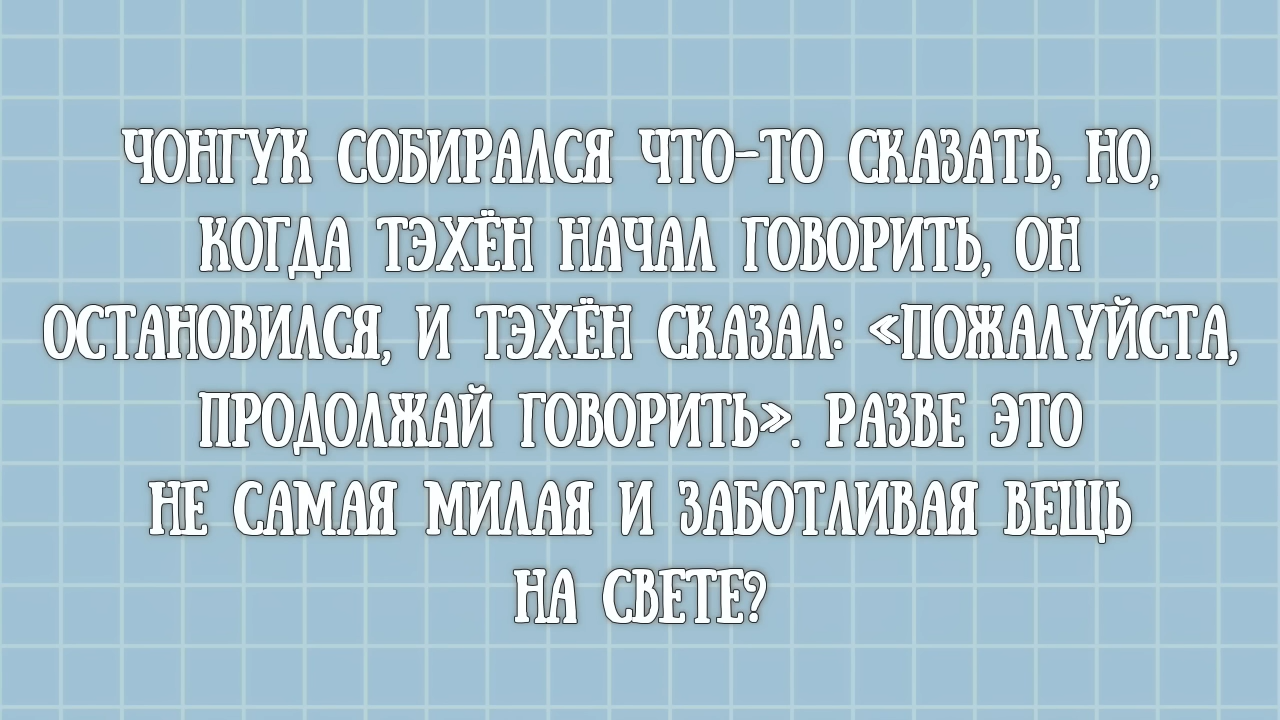 ЧОНГУК СОБИРАЛСЯ ЧТО-ТО СКАЗАТЬ, НО,
КОГДА ТЭХЁН НАЧАЛ ГОВОРИТЬ, ОН
ОСТАНОВИЛСЯ, И ТЭХЁН СКАЗАЛ: «ПОЖАЛУЙСТА,
ПРОДОЛЖАЙ ГОВОРИТЬ». РАЗВЕ ЭТО
НЕ САМАЯ МИЛАЯ И ЗАБОТЛИВАЯ ВЕЩЬ
НА СВЕТЕ?